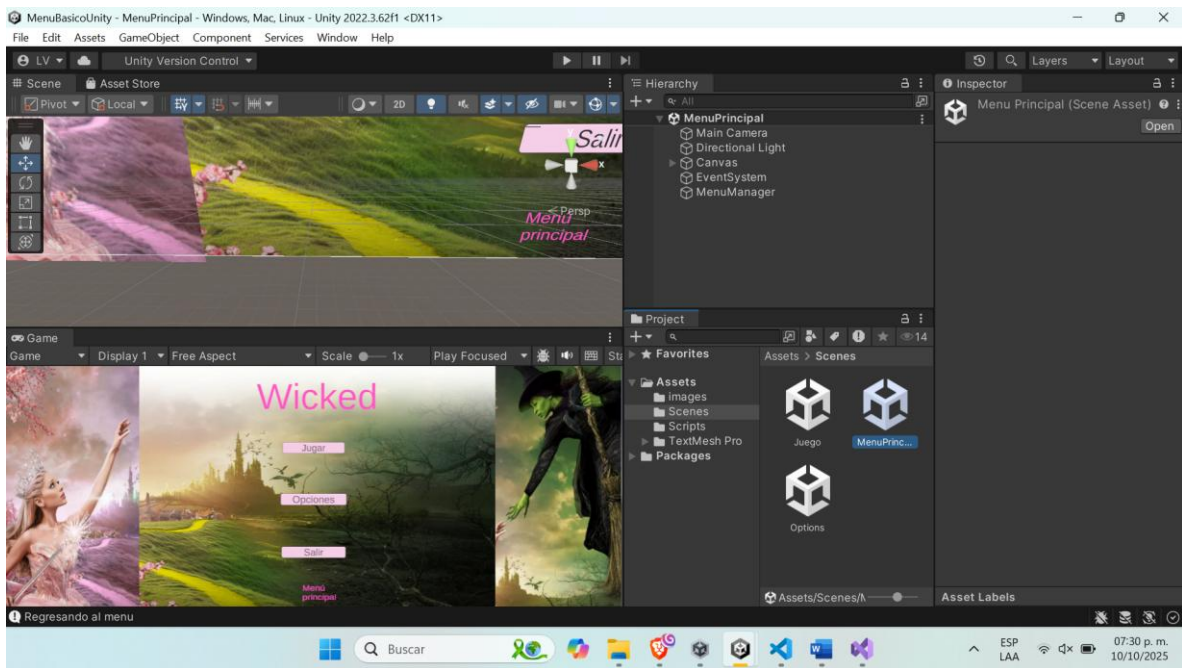 MenuBasicoUnity - MenuPrincipal - Windows, Mac, Linux - Unity 2022.3.62f1 <DX11>
File Edit Assets GameObject Component Services Window Help
LV Unity Version Control Layers Layout
Scene Asset Store
Pivot Local 2D
Salir
y
x
Persp
Menú
principal
Hierarchy
All
MenuPrincipal
Main Camera
Directional Light
Canvas
EventSystem
MenuManager
Inspector
Menu Principal (Scene Asset)
Open
Game
Game Display 1 Free Aspect Scale 1x Play Focused Sta
Wicked
Jugar
Opciones
Salir
Menú
principal
Project
14
Favorites
Assets
images
Scenes
Scripts
TextMesh Pro
Packages
Assets > Scenes
Juego
MenuPrinc...
Options
Assets/Scenes/M
Asset Labels
Regresando al menu
Buscar
ESP
LAA
07:30 p. m.
10/10/2025